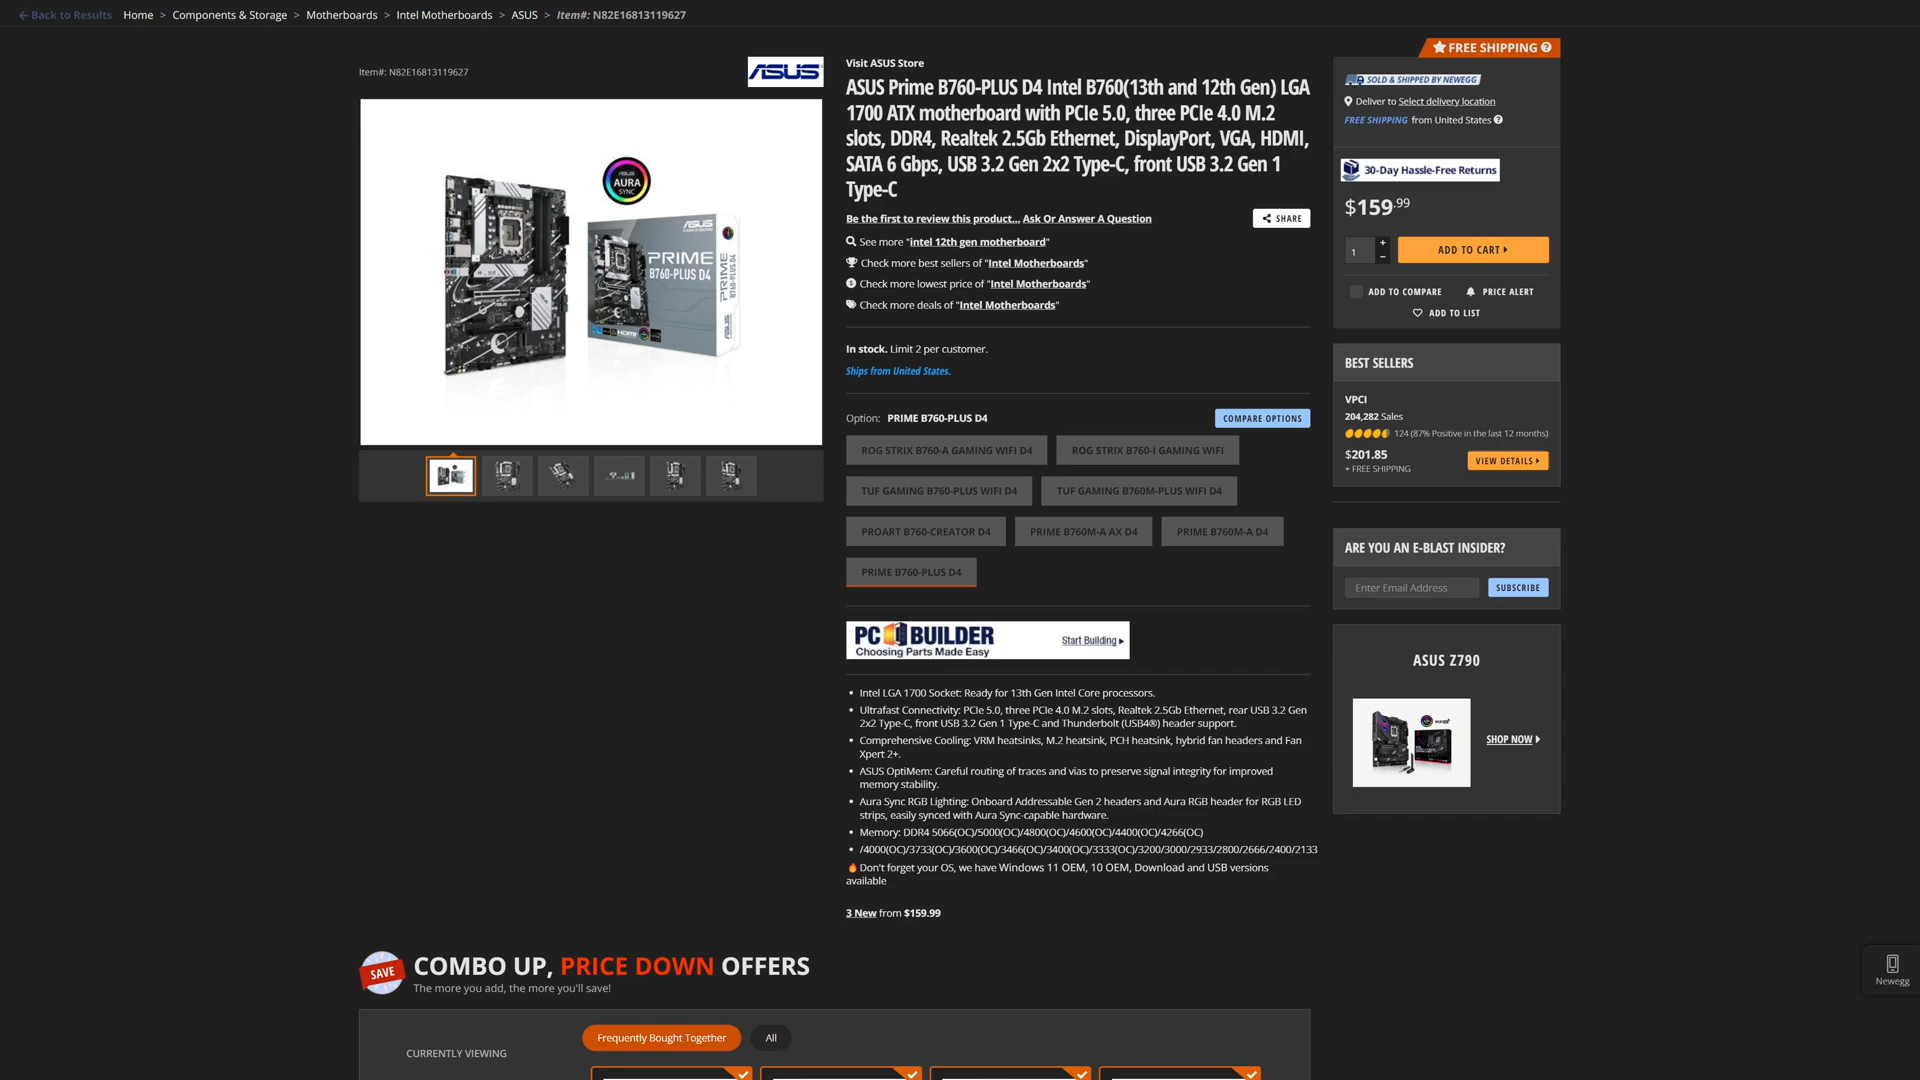 Back to Results Home > Components & Storage > Motherboards > Intel Motherboards > ASUS > Item#: N82E16813119627
Item#: N82E16813119627
ASUS
AURA
SYNC
ASUS
PRIME
B760-PLUS D4
HDMI
PRIME
ASUS
Visit ASUS Store
ASUS Prime B760-PLUS D4 Intel B760(13th and 12th Gen) LGA
1700 ATX motherboard with PCIe 5.0, three PCIe 4.0 M.2
slots, DDR4, Realtek 2.5Gb Ethernet, DisplayPort, VGA, HDMI,
SATA 6 Gbps, USB 3.2 Gen 2x2 Type-C, front USB 3.2 Gen 1
Type-C
Be the first to review this product... Ask Or Answer A Question
SHARE
See more "intel 12th gen motherboard"
Check more best sellers of "Intel Motherboards"
Check more lowest price of "Intel Motherboards"
Check more deals of "Intel Motherboards"
In stock. Limit 2 per customer.
Ships from United States.
Option: PRIME B760-PLUS D4
COMPARE OPTIONS
ROG STRIX B760-A GAMING WIFI D4 ROG STRIX B760-I GAMING WIFI
TUF GAMING B760-PLUS WIFI D4 TUF GAMING B760M-PLUS WIFI D4
PROART B760-CREATOR D4 PRIME B760M-A AX D4 PRIME B760M-A D4
PRIME B760-PLUS D4
PC BUILDER
Choosing Parts Made Easy
Start Building
• Intel LGA 1700 Socket: Ready for 13th Gen Intel Core processors.
• Ultrafast Connectivity: PCIe 5.0, three PCIe 4.0 M.2 slots, Realtek 2.5Gb Ethernet, rear USB 3.2 Gen
2x2 Type-C, front USB 3.2 Gen 1 Type-C and Thunderbolt (USB4®) header support.
• Comprehensive Cooling: VRM heatsinks, M.2 heatsink, PCH heatsink, hybrid fan headers and Fan
Xpert 2+.
• ASUS OptiMem: Careful routing of traces and vias to preserve signal integrity for improved
memory stability.
• Aura Sync RGB Lighting: Onboard Addressable Gen 2 headers and Aura RGB header for RGB LED
strips, easily synced with Aura Sync-capable hardware.
• Memory: DDR4 5066(OC)/5000(OC)/4800(OC)/4600(OC)/4400(OC)/4266(OC)
• /4000(OC)/3733(OC)/3600(OC)/3466(OC)/3400(OC)/3333(OC)/3200/3000/2933/2800/2666/2400/2133
Don't forget your OS, we have Windows 11 OEM, 10 OEM, Download and USB versions
available
3 New from $159.99
FREE SHIPPING
SOLD & SHIPPED BY NEWEGG
Deliver to Select delivery location
FREE SHIPPING from United States
30-Day Hassle-Free Returns
$159.99
1 + −
ADD TO CART
ADD TO COMPARE PRICE ALERT
ADD TO LIST
BEST SELLERS
VPCI
204,282 Sales
124 (87% Positive in the last 12 months)
$201.85
+ FREE SHIPPING
VIEW DETAILS
ARE YOU AN E-BLAST INSIDER?
Enter Email Address SUBSCRIBE
ASUS Z790
SHOP NOW
SAVE
COMBO UP, PRICE DOWN OFFERS
The more you add, the more you'll save!
Newegg
Frequently Bought Together All
CURRENTLY VIEWING